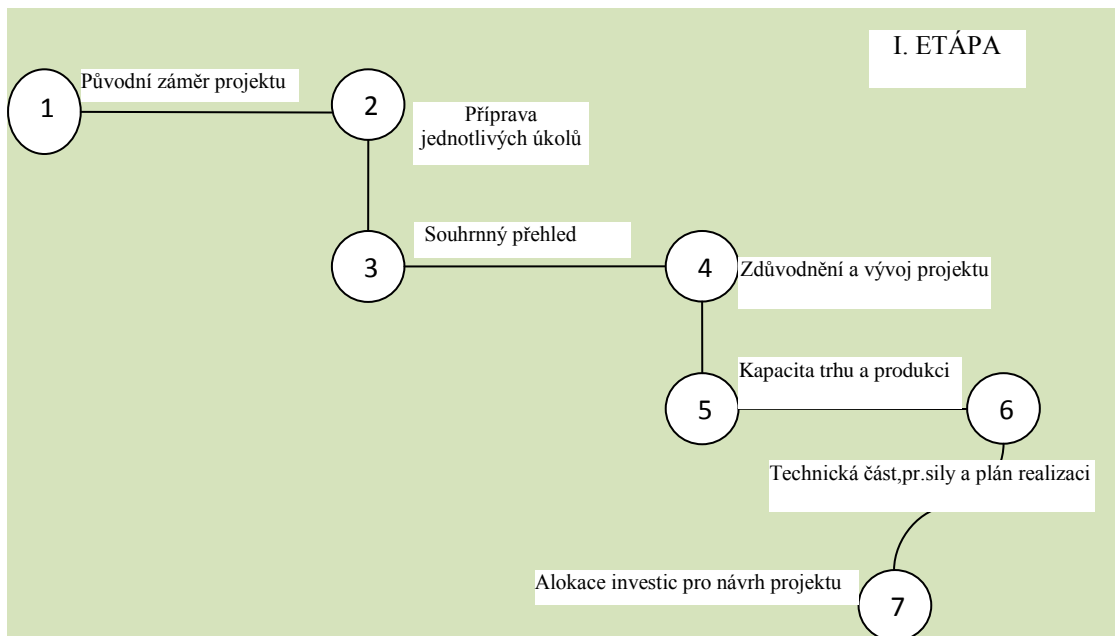 I. ETÁPA
Původní záměr projektu
1
2
Příprava
jednotlivých úkolů
Souhrnný přehled
3
4
Zdůvodnění a vývoj projektu
Kapacita trhu a produkci
5
6
Technická část,pr.sily a plán realizaci
Alokace investic pro návrh projektu
7